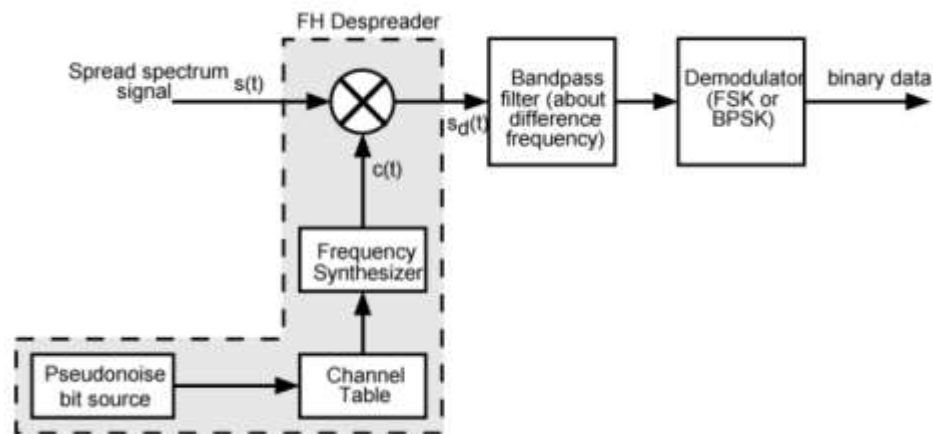 FH Despreader
Spread spectrum
signal
s(t)
s_d(t)
c(t)
Bandpass
filter (about
difference
frequency)
Demodulator
(FSK or
BPSK)
binary data
Frequency
Synthesizer
Pseudonoise
bit source
Channel
Table